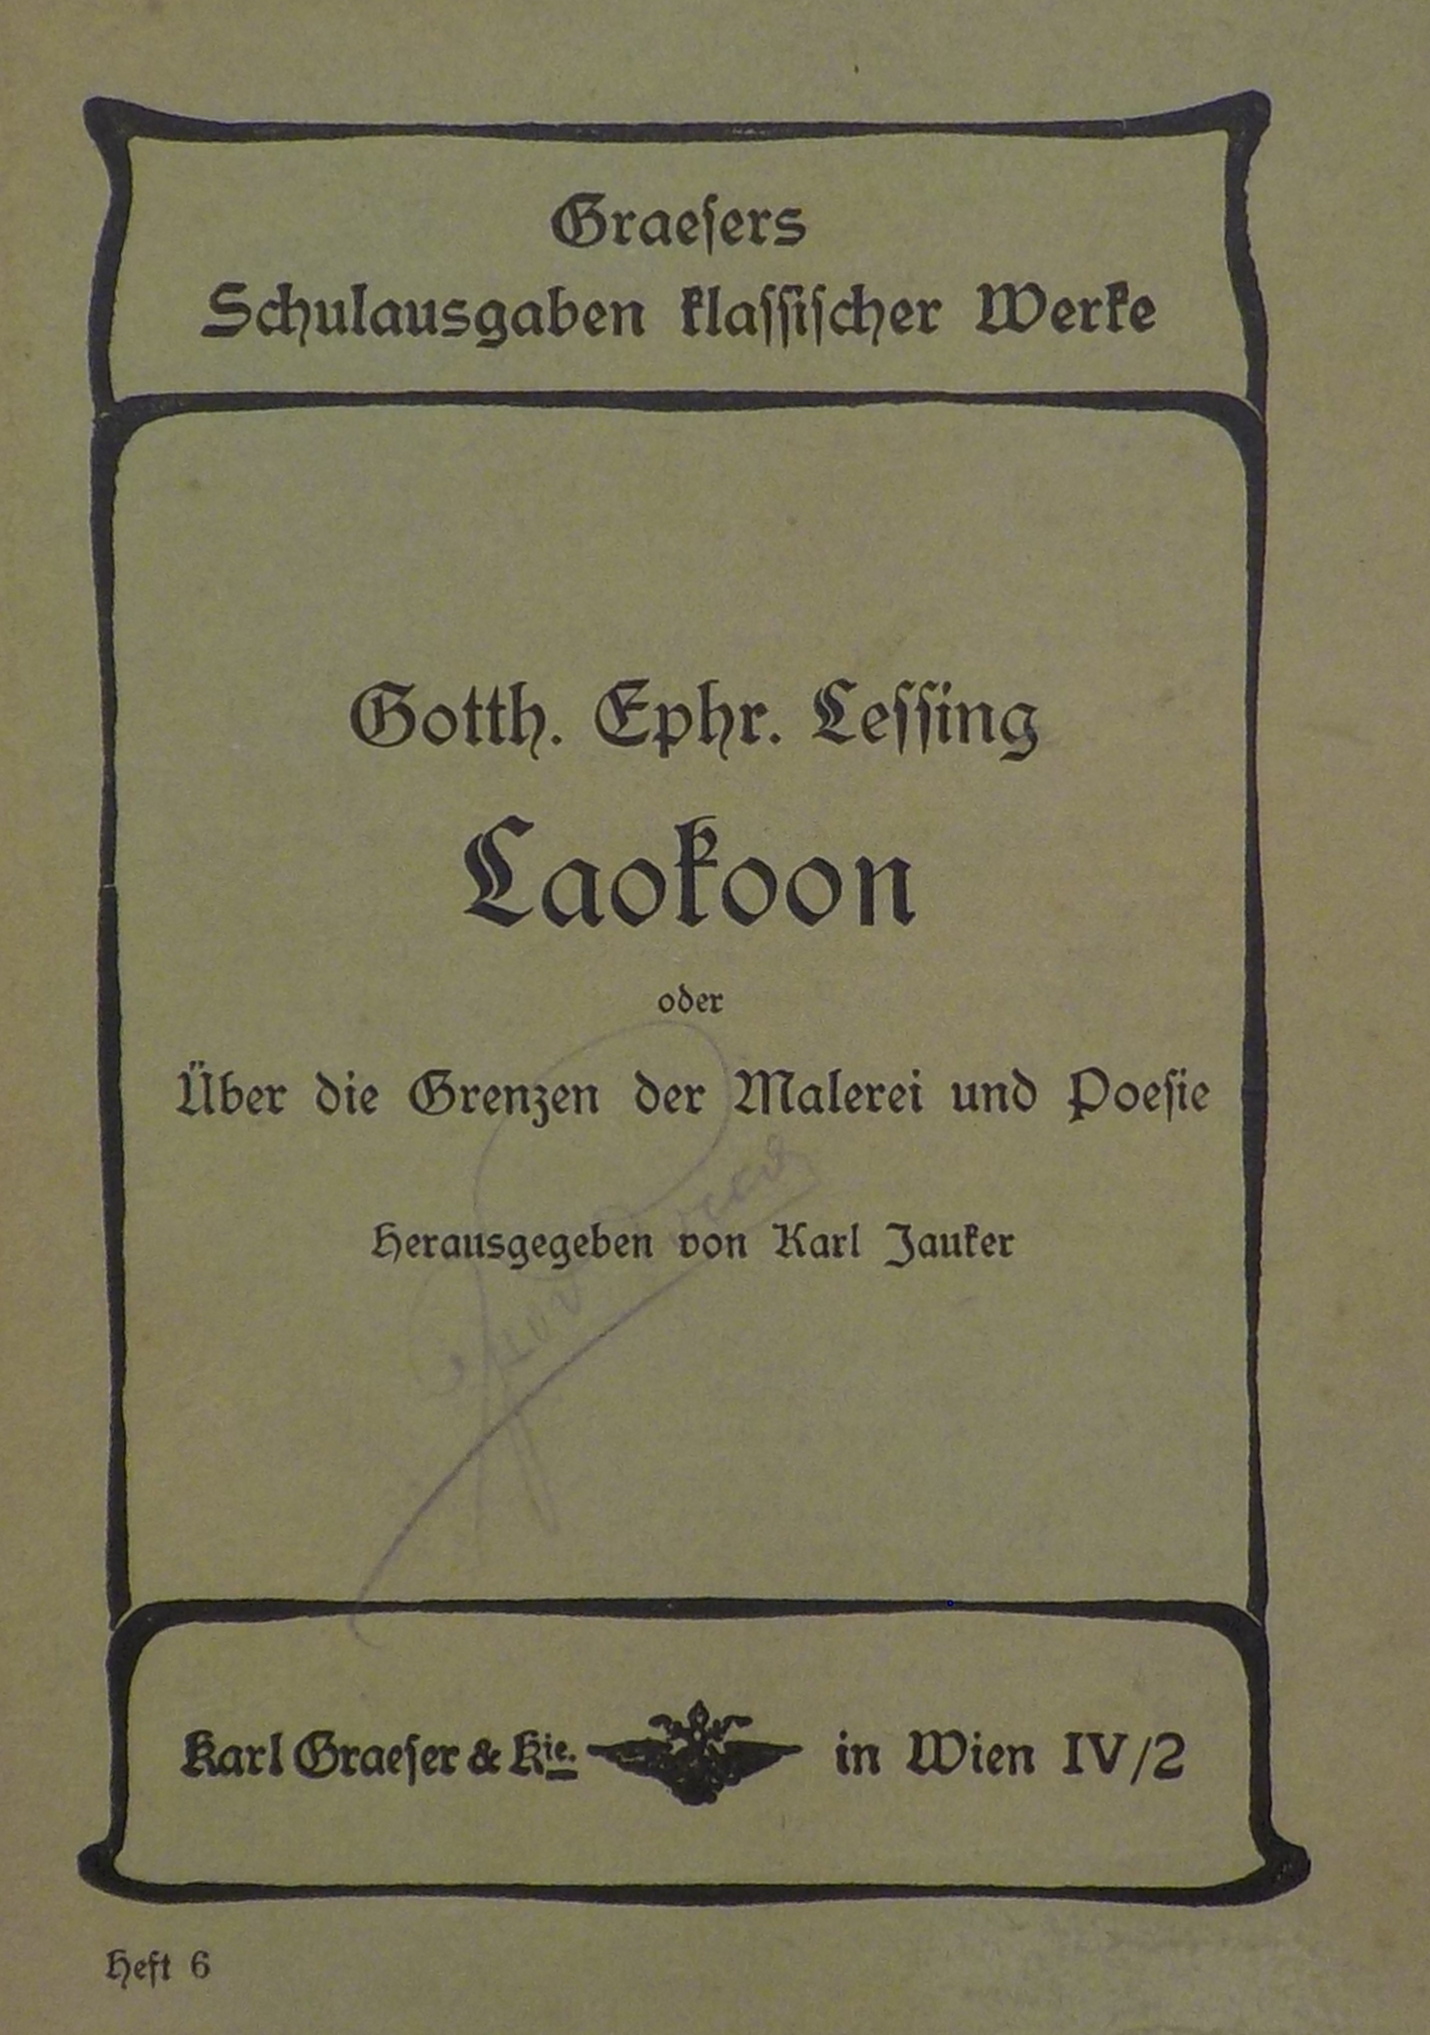 Graesers
Schulausgaben klassischer Werke
Gotth. Ephr. Lessing
Laokoon
oder
Über die Grenzen der Malerei und Poesie
Herausgegeben von Karl Jauker
Karl Graeser & Kie. in Wien IV/2
Heft 6